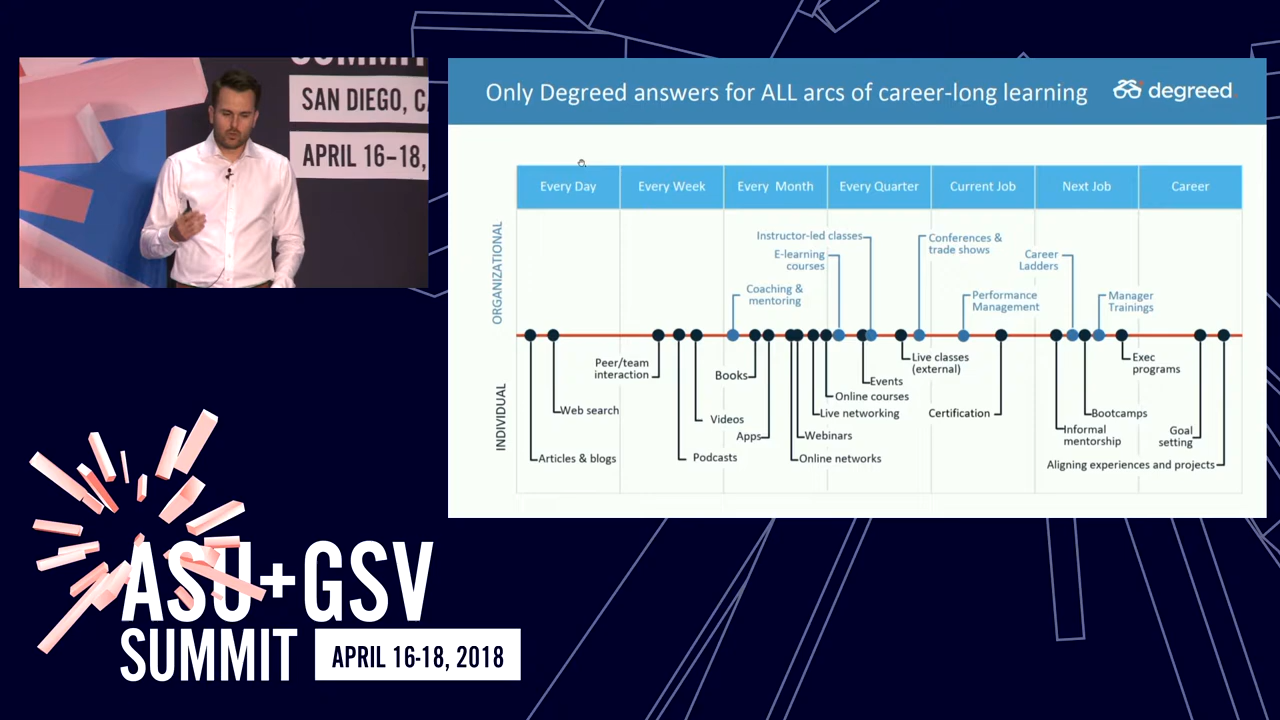 SUMMIT
SAN DIEGO, C
APRIL 16–18,
Only Degreed answers for ALL arcs of career-long learning
degreed
Every Day
Every Week
Every Month
Every Quarter
Current Job
Next Job
Career
ORGANIZATIONAL
Instructor-led classes
E-learning
courses
Coaching &
mentoring
Conferences &
trade shows
Performance
Management
Career
Ladders
Manager
Trainings
INDIVIDUAL
Peer/team
interaction
Web search
Articles & blogs
Books
Videos
Apps
Podcasts
Live classes
(external)
Events
Online courses
Live networking
Webinars
Online networks
Certification
Exec
programs
Bootcamps
Informal
mentorship
Goal
setting
Aligning experiences and projects
ASU+GSV
SUMMIT
APRIL 16-18, 2018